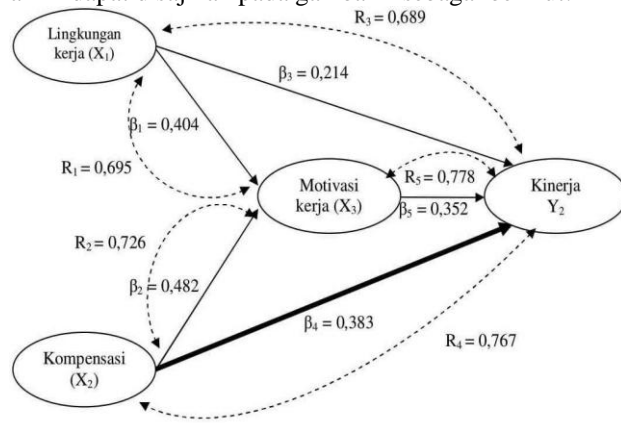 R₃ = 0,689
Lingkungan
kerja (X₁)
β₃ = 0,214
β₁ = 0,404
R₁ = 0,695
Motivasi
kerja (X₃)
R₅ = 0,778
β₅ = 0,352
Kinerja
Y₂
R₂ = 0,726
β₂ = 0,482
β₄ = 0,383
R₄ = 0,767
Kompensasi
(X₂)